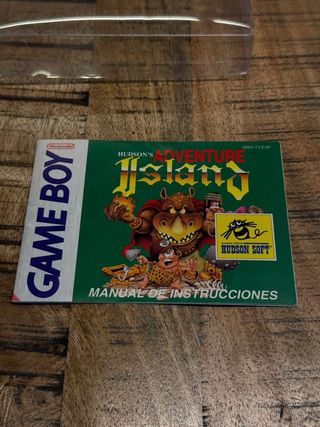 Nintendo
GAME BOY
HUDSON'S
ADVENTURE
Island
HUDSON SOFT
MANUAL DE INSTRUCCIONES